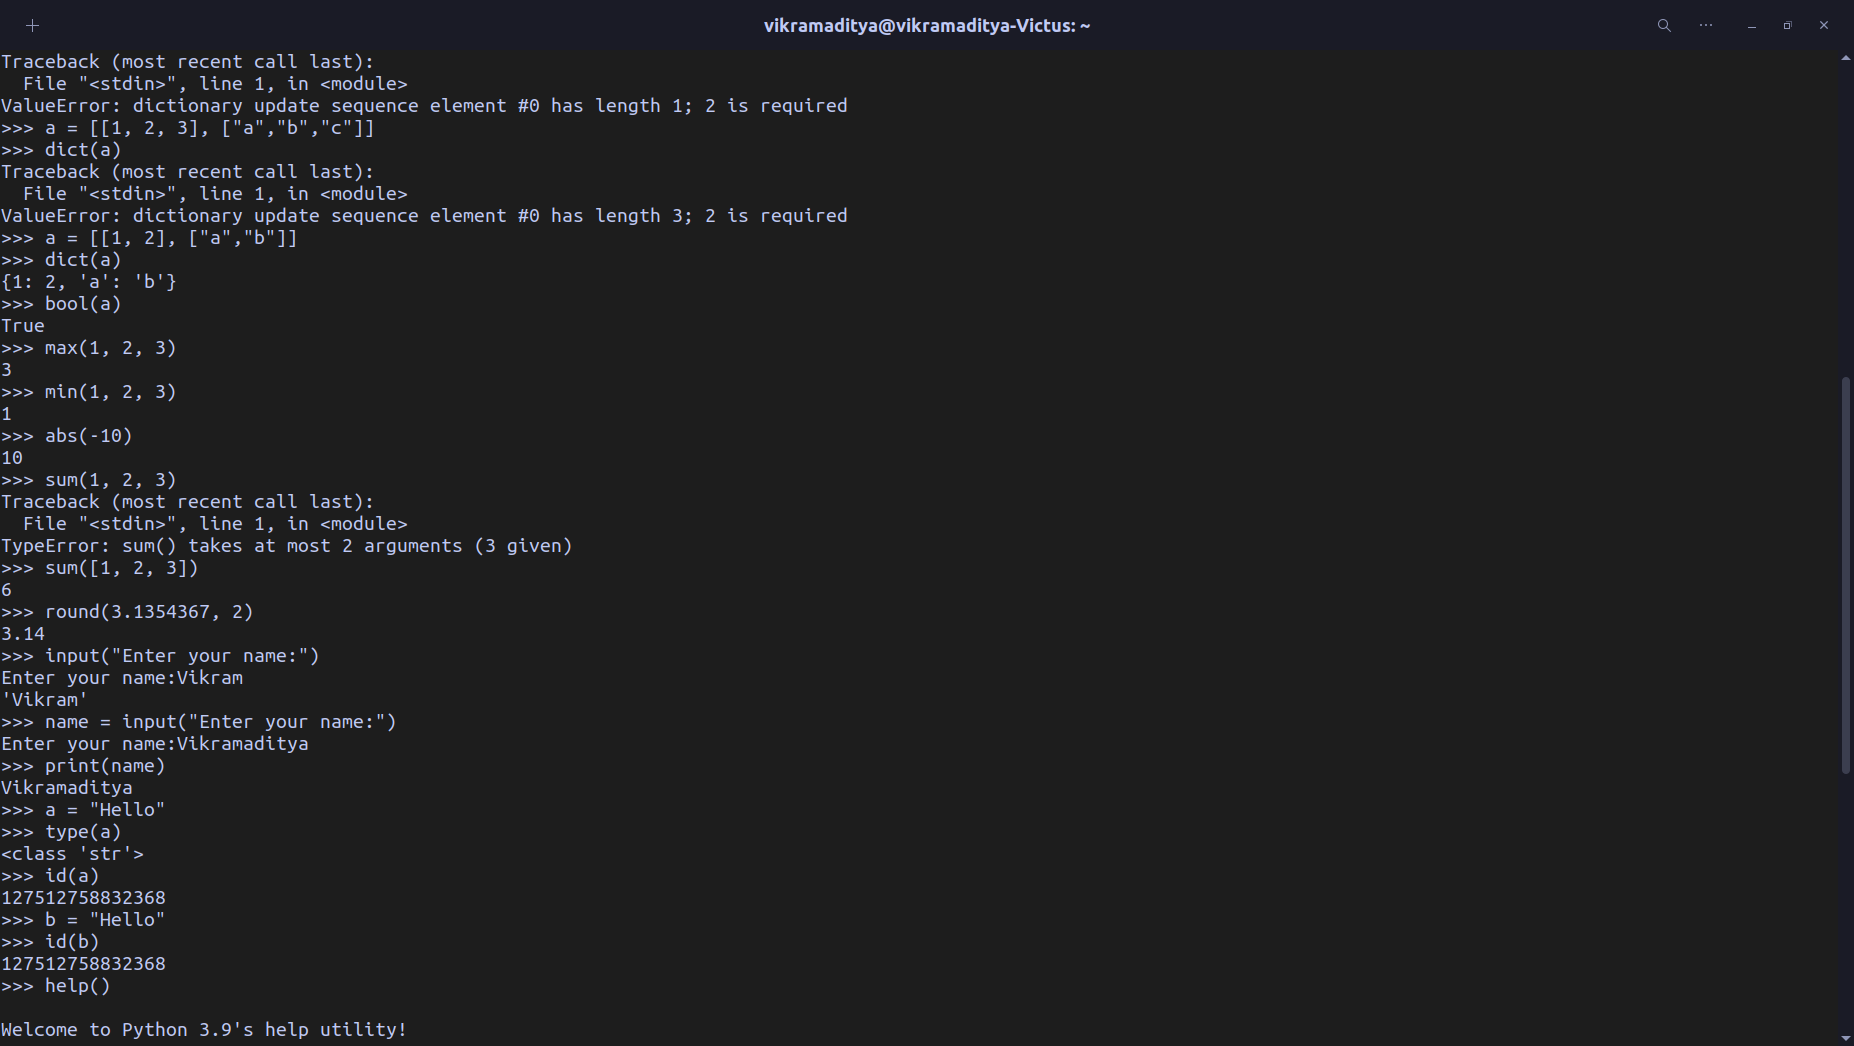 vikramaditya@vikramaditya-Victus: ~
Traceback (most recent call last):
  File "<stdin>", line 1, in <module>
ValueError: dictionary update sequence element #0 has length 1; 2 is required
>>> a = [[1, 2, 3], ["a","b","c"]]
>>> dict(a)
Traceback (most recent call last):
  File "<stdin>", line 1, in <module>
ValueError: dictionary update sequence element #0 has length 3; 2 is required
>>> a = [[1, 2], ["a","b"]]
>>> dict(a)
{1: 2, 'a': 'b'}
>>> bool(a)
True
>>> max(1, 2, 3)
3
>>> min(1, 2, 3)
1
>>> abs(-10)
10
>>> sum(1, 2, 3)
Traceback (most recent call last):
  File "<stdin>", line 1, in <module>
TypeError: sum() takes at most 2 arguments (3 given)
>>> sum([1, 2, 3])
6
>>> round(3.1354367, 2)
3.14
>>> input("Enter your name:")
Enter your name:Vikram
'Vikram'
>>> name = input("Enter your name:")
Enter your name:Vikramaditya
>>> print(name)
Vikramaditya
>>> a = "Hello"
>>> type(a)
<class 'str'>
>>> id(a)
127512758832368
>>> b = "Hello"
>>> id(b)
127512758832368
>>> help()
Welcome to Python 3.9's help utility!